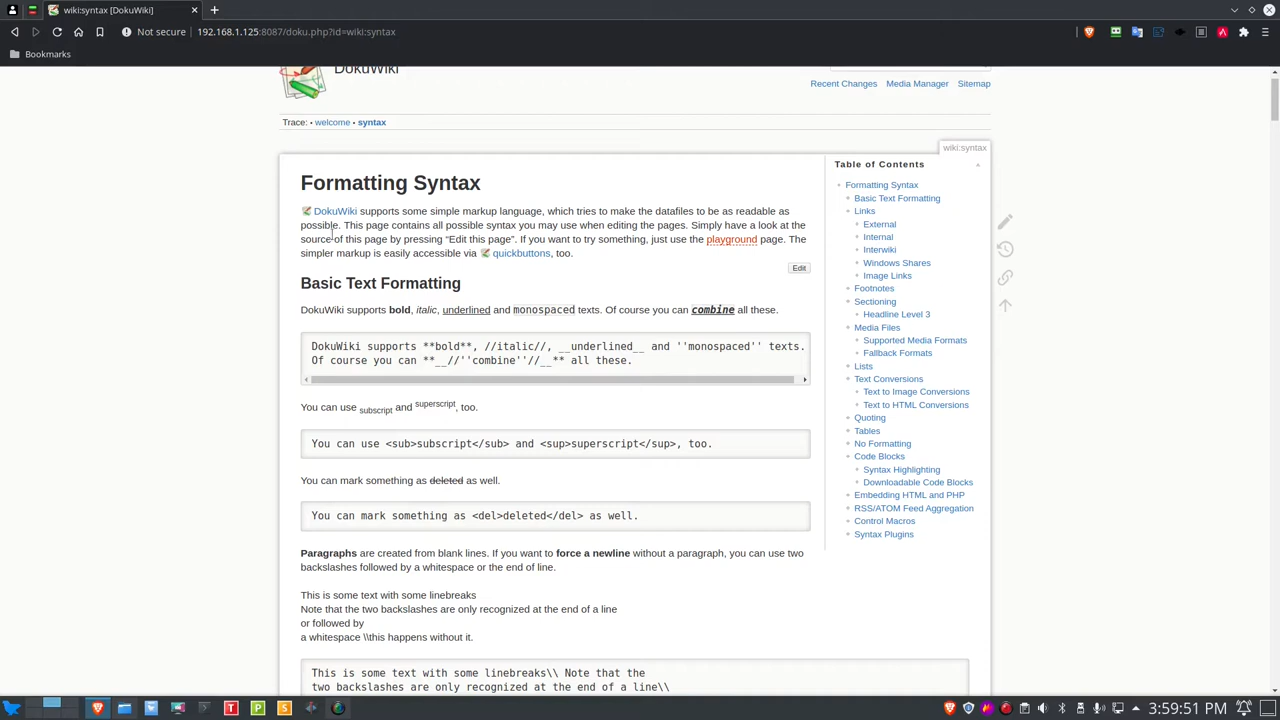 wiki:syntax [DokuWiki]
Not secure
192.168.1.125:8087/doku.php?id=wiki:syntax
Bookmarks
DokuWiki
Recent Changes Media Manager Sitemap
Trace: • welcome • syntax
wiki:syntax
Formatting Syntax
DokuWiki supports some simple markup language, which tries to make the datafiles to be as readable as
possible. This page contains all possible syntax you may use when editing the pages. Simply have a look at the
source of this page by pressing “Edit this page”. If you want to try something, just use the playground page. The
simpler markup is easily accessible via quickbuttons, too.
Edit
Basic Text Formatting
DokuWiki supports bold, italic, underlined and monospaced texts. Of course you can combine all these.
DokuWiki supports **bold**, //italic//, __underlined__ and ''monospaced'' texts.
Of course you can **__//''combine''//__** all these.
You can use subscript and superscript, too.
You can use <sub>subscript</sub> and <sup>superscript</sup>, too.
You can mark something as deleted as well.
You can mark something as <del>deleted</del> as well.
Paragraphs are created from blank lines. If you want to force a newline without a paragraph, you can use two
backslashes followed by a whitespace or the end of line.
This is some text with some linebreaks
Note that the two backslashes are only recognized at the end of a line
or followed by
a whitespace \\this happens without it.
This is some text with some linebreaks\\ Note that the
two backslashes are only recognized at the end of a line\\
Table of Contents
Formatting Syntax
Basic Text Formatting
Links
External
Internal
Interwiki
Windows Shares
Image Links
Footnotes
Sectioning
Headline Level 3
Media Files
Supported Media Formats
Fallback Formats
Lists
Text Conversions
Text to Image Conversions
Text to HTML Conversions
Quoting
Tables
No Formatting
Code Blocks
Syntax Highlighting
Downloadable Code Blocks
Embedding HTML and PHP
RSS/ATOM Feed Aggregation
Control Macros
Syntax Plugins
T P S
3:59:51 PM